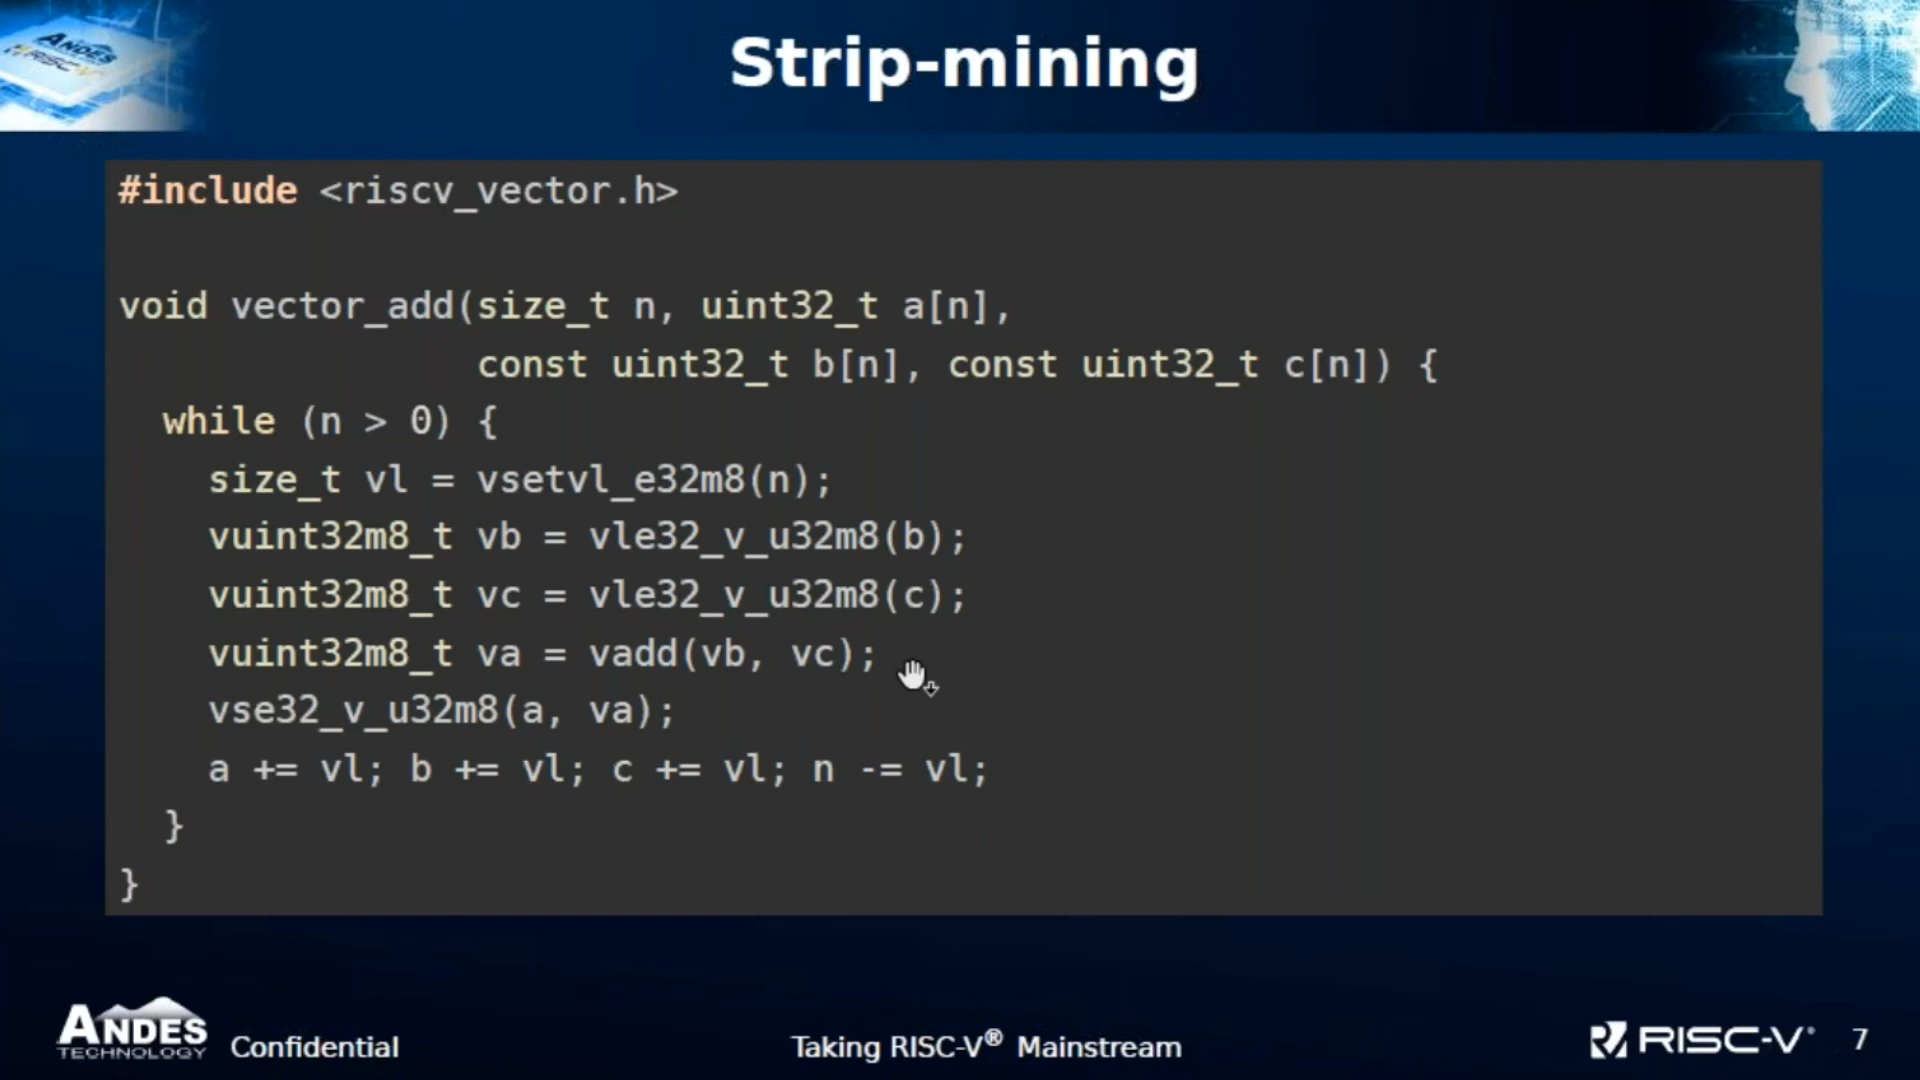 ANDES
RISC-V
Strip-mining
#include <riscv_vector.h>
void vector_add(size_t n, uint32_t a[n],
const uint32_t b[n], const uint32_t c[n]) {
while (n > 0) {
size_t vl = vsetvl_e32m8(n);
vuint32m8_t vb = vle32_v_u32m8(b);
vuint32m8_t vc = vle32_v_u32m8(c);
vuint32m8_t va = vadd(vb, vc);
vse32_v_u32m8(a, va);
a += vl; b += vl; c += vl; n -= vl;
}
}
ANDES
TECHNOLOGY
Confidential
Taking RISC-V® Mainstream
RISC-V®
7